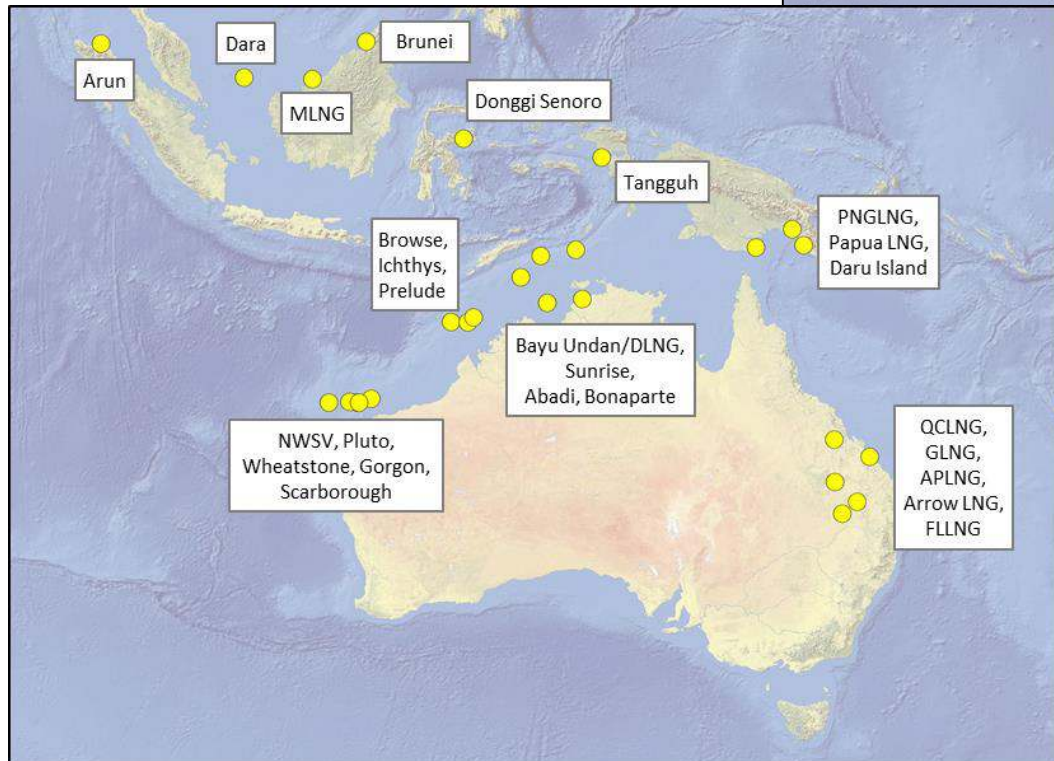 Dara
Brunei
Arun
MLNG
Donggi Senoro
Tangguh
PNGLNG,
Papua LNG,
Daru Island
Browse,
Ichthys,
Prelude
Bayu Undan/DLNG,
Sunrise,
Abadi, Bonaparte
NWSV, Pluto,
Wheatstone, Gorgon,
Scarborough
QCLNG,
GLNG,
APLNG,
Arrow LNG,
FLLNG